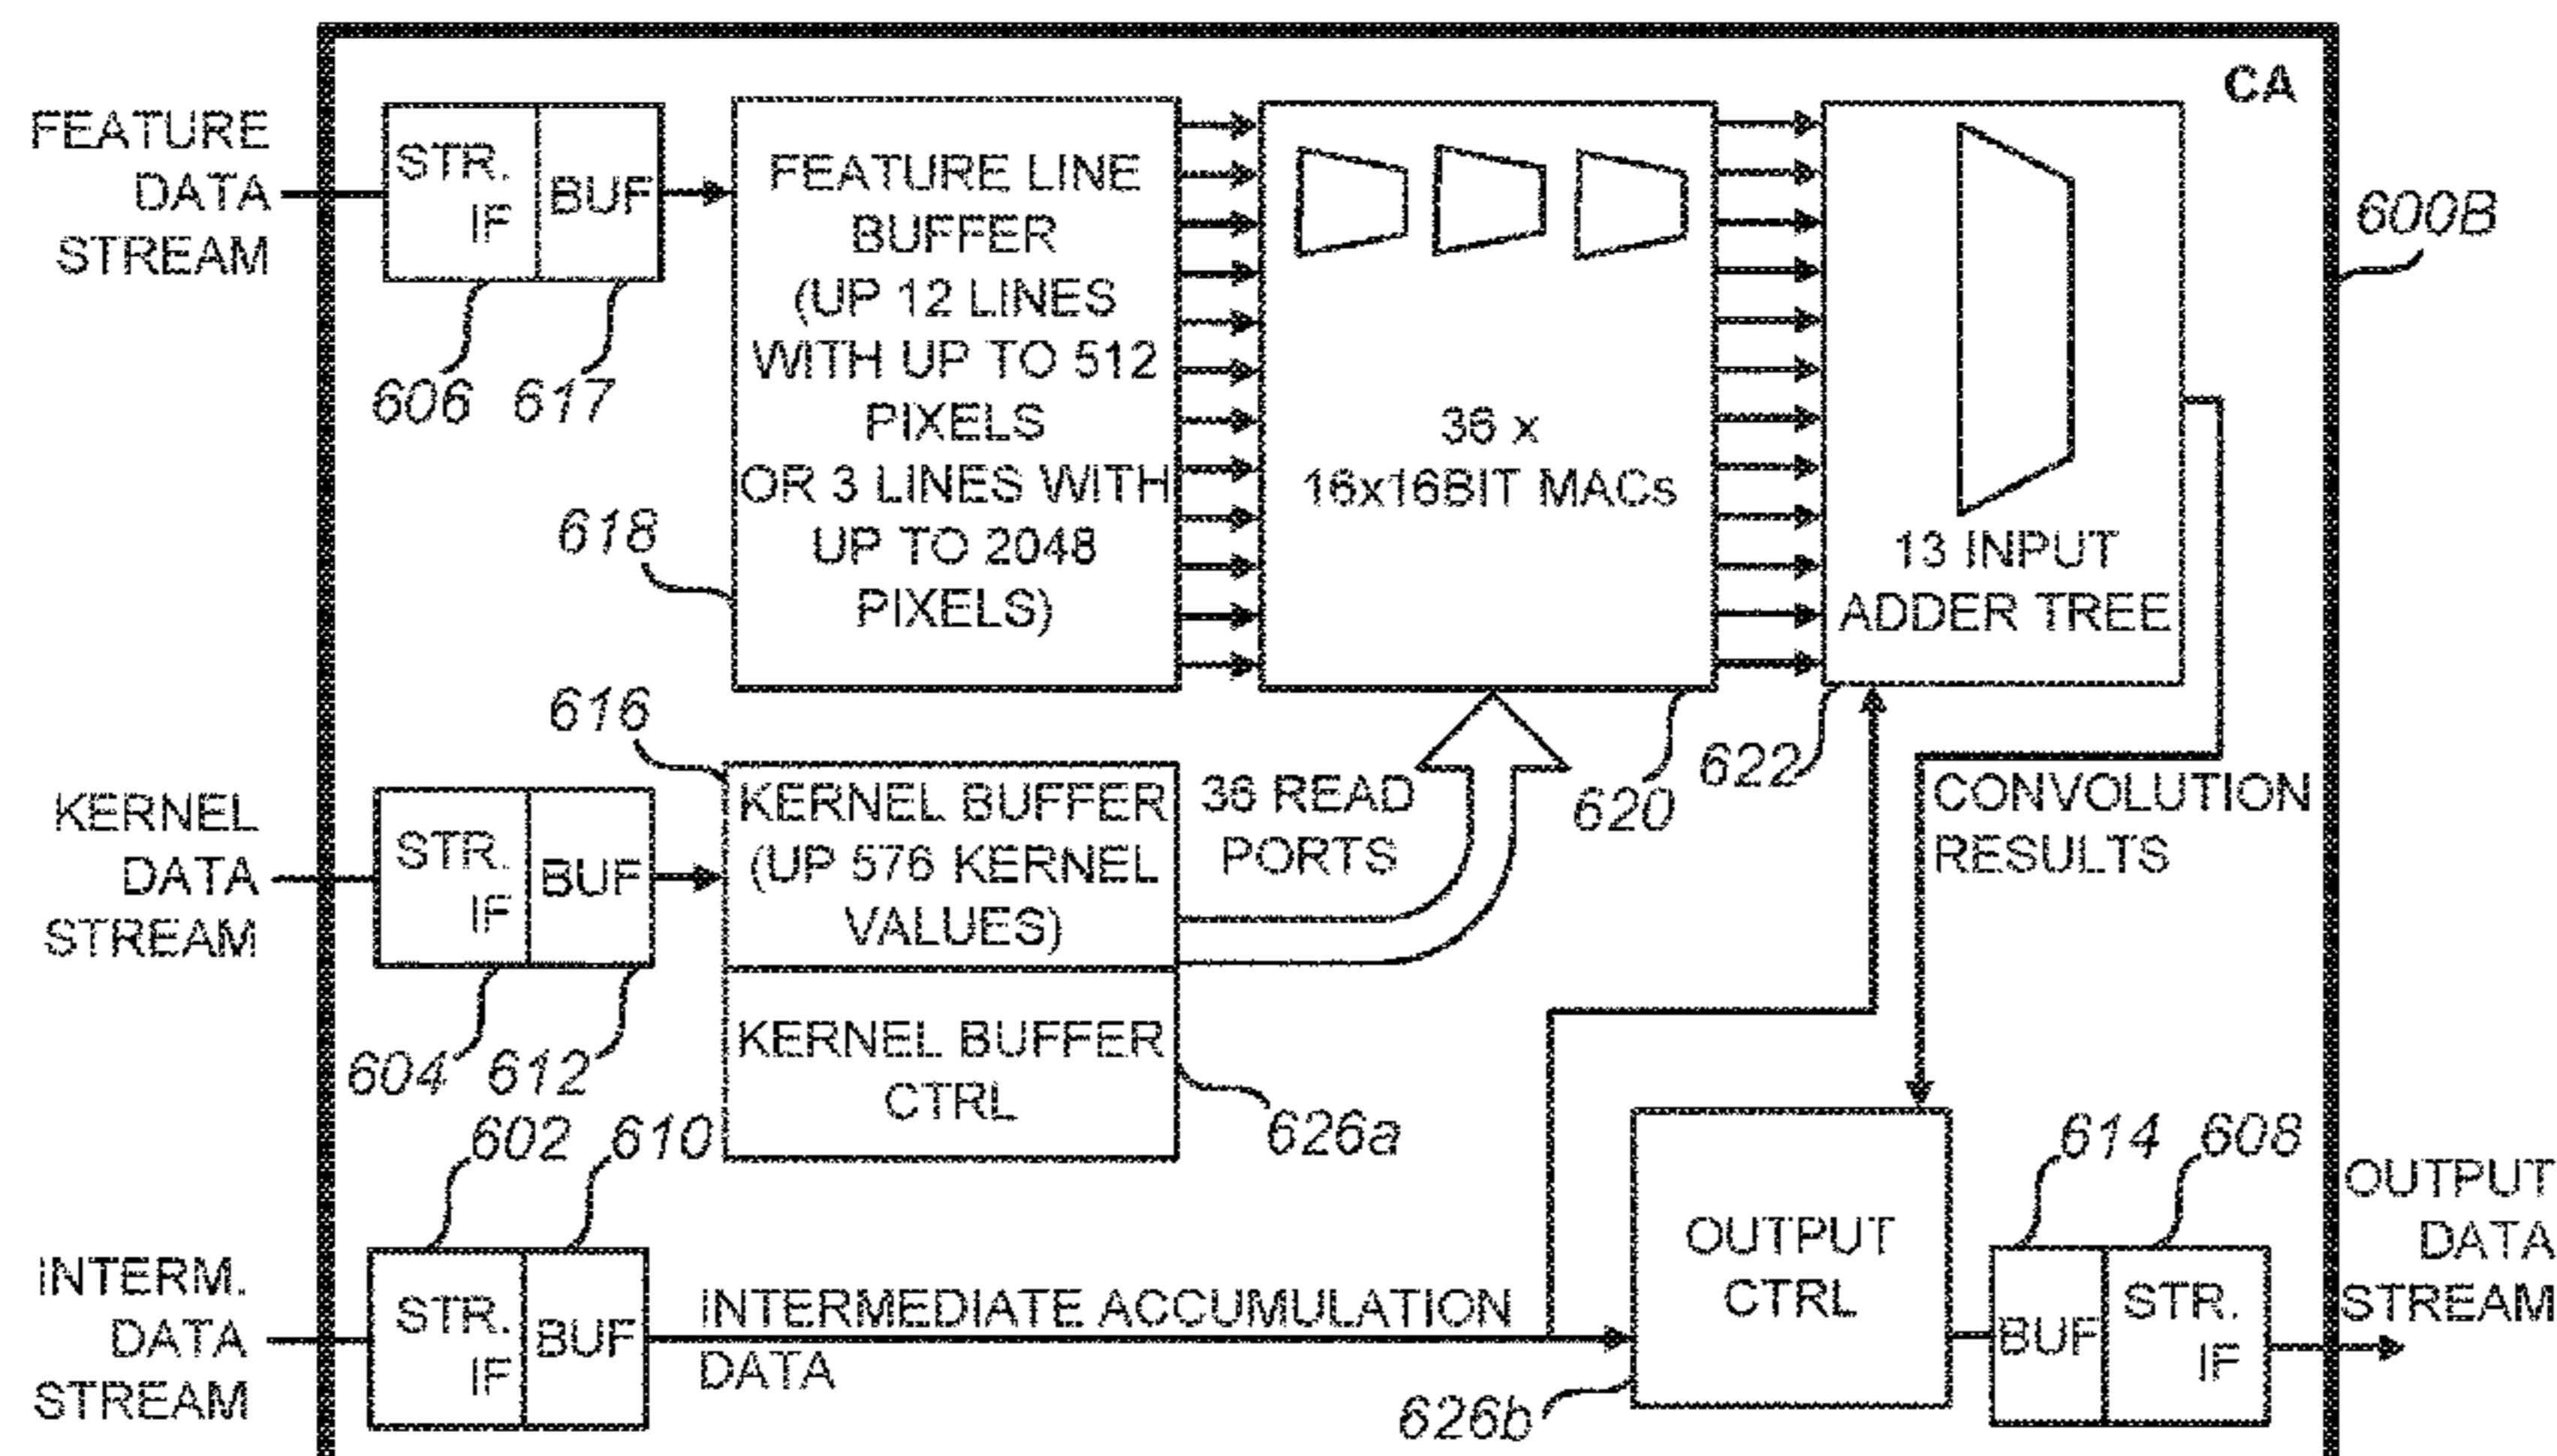 CA
600B
FEATURE
DATA
STREAM
STR.
IF
BUF
606
617
FEATURE LINE
BUFFER
(UP 12 LINES
WITH UP TO 512
PIXELS
OR 3 LINES WITH
UP TO 2048
PIXELS)
618
36 x
16x16BIT MACs
620
13 INPUT
ADDER TREE
622
KERNEL
DATA
STREAM
STR.
IF
BUF
604
612
616
KERNEL BUFFER
(UP 576 KERNEL
VALUES)
KERNEL BUFFER
CTRL
626a
36 READ
PORTS
CONVOLUTION
RESULTS
INTERM.
DATA
STREAM
602
610
STR.
IF
BUF
INTERMEDIATE ACCUMULATION
DATA
OUTPUT
CTRL
626b
614
608
BUF
STR.
IF
OUTPUT
DATA
STREAM